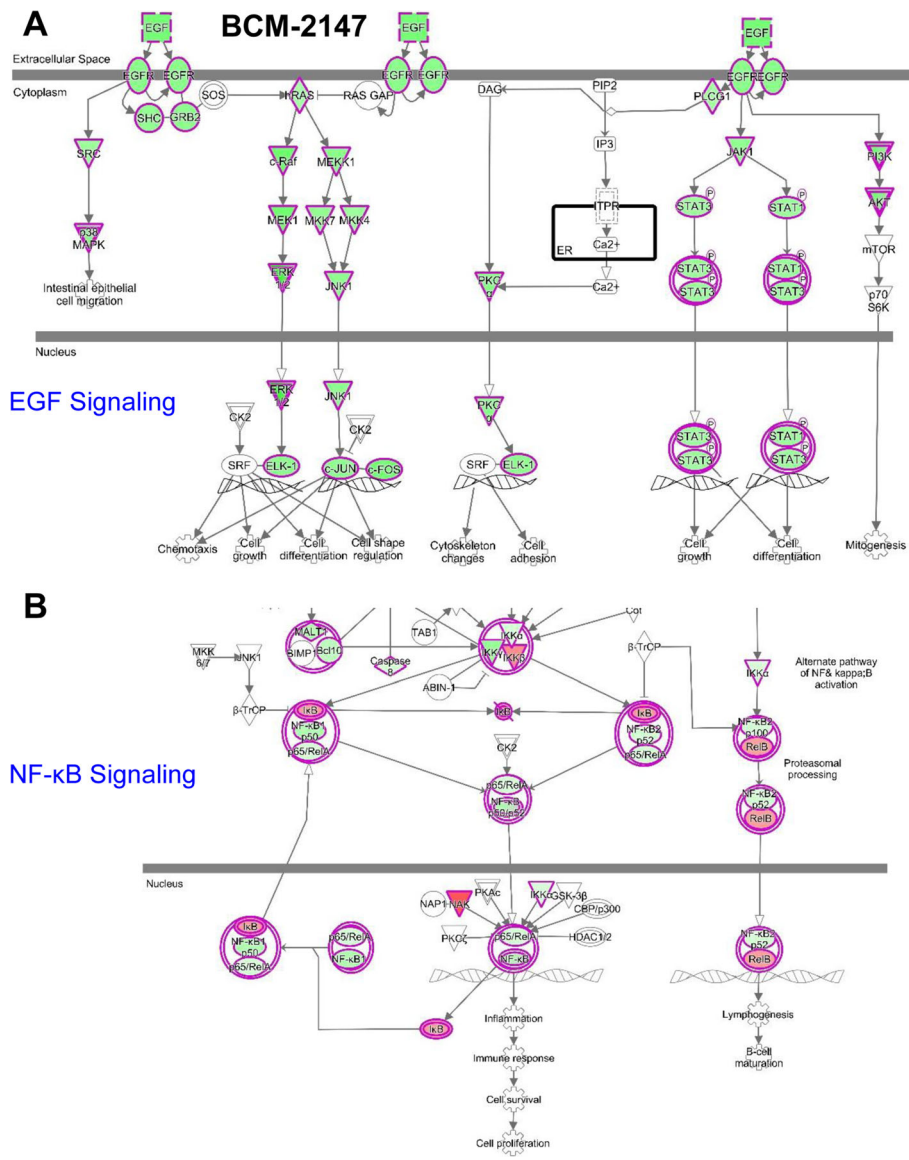 A
BCM-2147
EGF
EGF
EGF
Extracellular Space
EGFR EGFR
EGFR EGFR
EGFR EGFR
Cytoplasm
SOS
RAS GAP
DAG
PIP2
PLCG1
SHC GRB2
SRC
c-Raf
MEKK1
IP3
JAK1
PI3K
MEK1
MKK7 MKK4
ITPR
STAT3 P
STAT1 P
AKT
p38
MAPK
ER
Ca2+
mTOR
Intestinal epithelial
cell migration
ERK
1/2
JNK1
PKC
Ca2+
STAT3 P
STAT3 P
STAT1 P
STAT3 P
p70
S6K
Nucleus
EGF Signaling
ERK
1/2
JNK1
PKC
CK2
CK2
SRF ELK-1
c-JUN c-FOS
SRF ELK-1
STAT3 P
STAT3 P
STAT1 P
STAT3 P
Chemotaxis
Cell
growth
Cell
differentiation
Cell shape
regulation
Cytoskeleton
changes
Cell
adhesion
Cell
growth
Cell
differentiation
Mitogenesis
B
MALT1
BIMP1 Bcl10
TAB1
IKKα
IKKγ IKKβ
MKK
6/7
JNK1
Caspase
8
ABIN-1
β-TrCP
IKKα
Alternate pathway
of NF& kappa;B
activation
β-TrCP
IκB
NF-κB1
p50
p65/RelA
IκB
IκB
NF-κB2
p52
p65/RelA
NF-κB2
p100
RelB
NF-κB Signaling
CK2
p65/RelA
NF-κB
p50/p52
Proteasomal
processing
NF-κB2
p52
RelB
Nucleus
NAP1 NAK PKAc IKKα GSK-3β
CBP/p300
PKCζ
p65/RelA
NF-κB
HDAC1/2
IκB
NF-κB1
p50
p65/RelA
p65/RelA
NF-κB1
NF-κB2
p52
RelB
IκB
Inflammation
Immune response
Cell survival
Cell proliferation
Lymphogenesis
B-cell
maturation